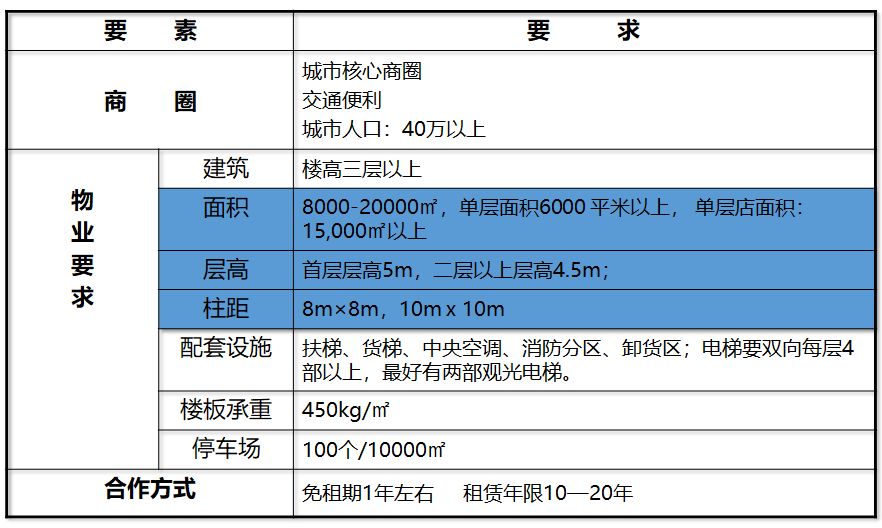 要 素 要 求
商 圈
城市核心商圈
交通便利
城市人口：40万以上
物业要求
建筑 楼高三层以上
面积 8000-20000㎡，单层面积6000 平米以上， 单层店面积：
15,000㎡以上
层高 首层层高5m，二层以上层高4.5m；
柱距 8m×8m，10m x 10m
配套设施 扶梯、货梯、中央空调、消防分区、卸货区；电梯要双向每层4
部以上，最好有两部观光电梯。
楼板承重 450kg/㎡
停车场 100个/10000㎡
合作方式 免租期1年左右 租赁年限10—20年